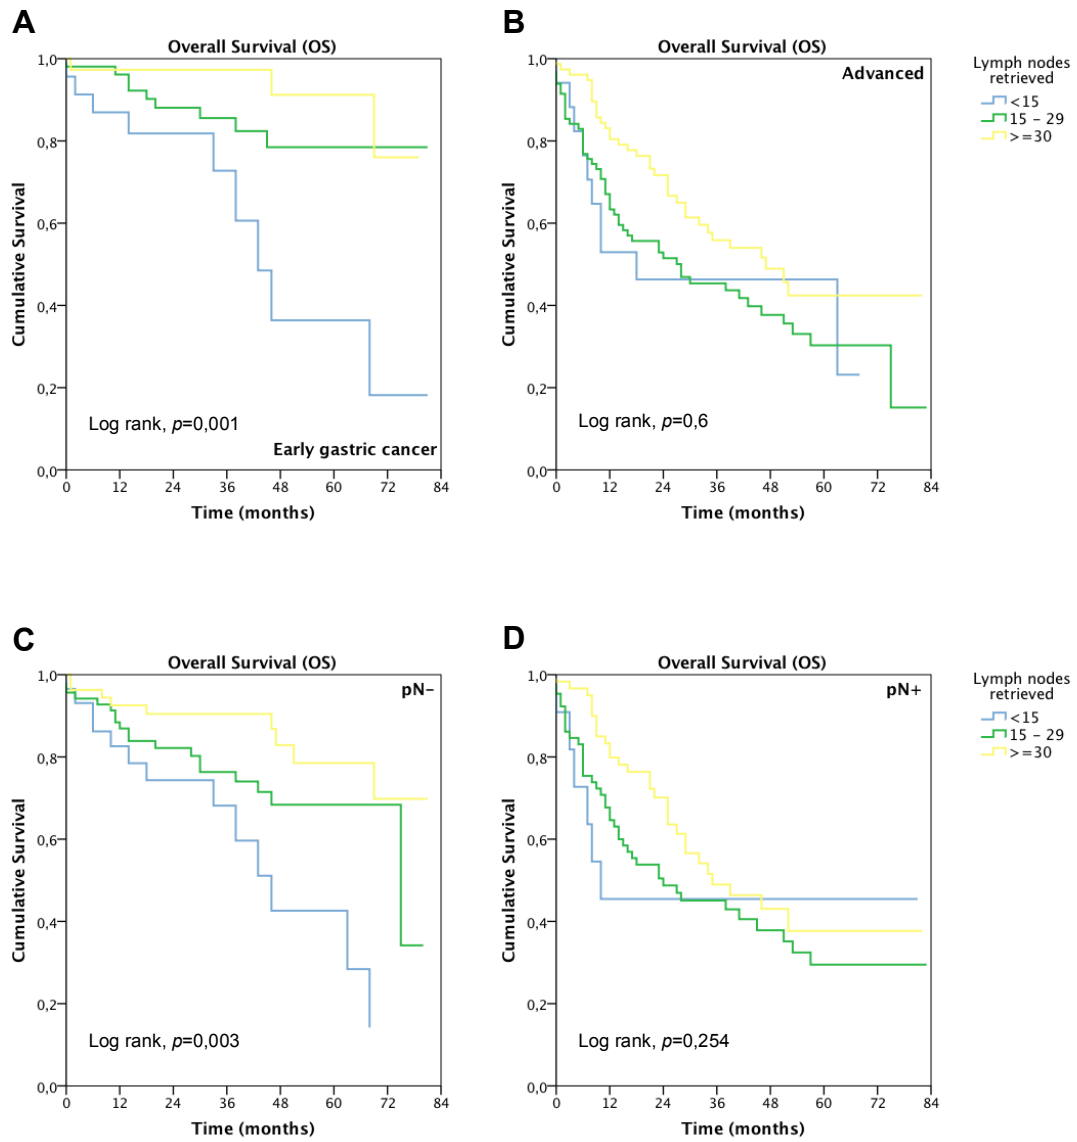 A
Overall Survival (OS)
Cumulative Survival
1,0
0,8
0,6
0,4
0,2
0,0
Log rank, p=0,001
Early gastric cancer
0 12 24 36 48 60 72 84
Time (months)
B
Overall Survival (OS)
Advanced
Cumulative Survival
1,0
0,8
0,6
0,4
0,2
0,0
Log rank, p=0,6
0 12 24 36 48 60 72 84
Time (months)
Lymph nodes
retrieved
<15
15 – 29
>=30
C
Overall Survival (OS)
pN–
Cumulative Survival
1,0
0,8
0,6
0,4
0,2
0,0
Log rank, p=0,003
0 12 24 36 48 60 72 84
Time (months)
D
Overall Survival (OS)
pN+
Cumulative Survival
1,0
0,8
0,6
0,4
0,2
0,0
Log rank, p=0,254
0 12 24 36 48 60 72 84
Time (months)
Lymph nodes
retrieved
<15
15 – 29
>=30